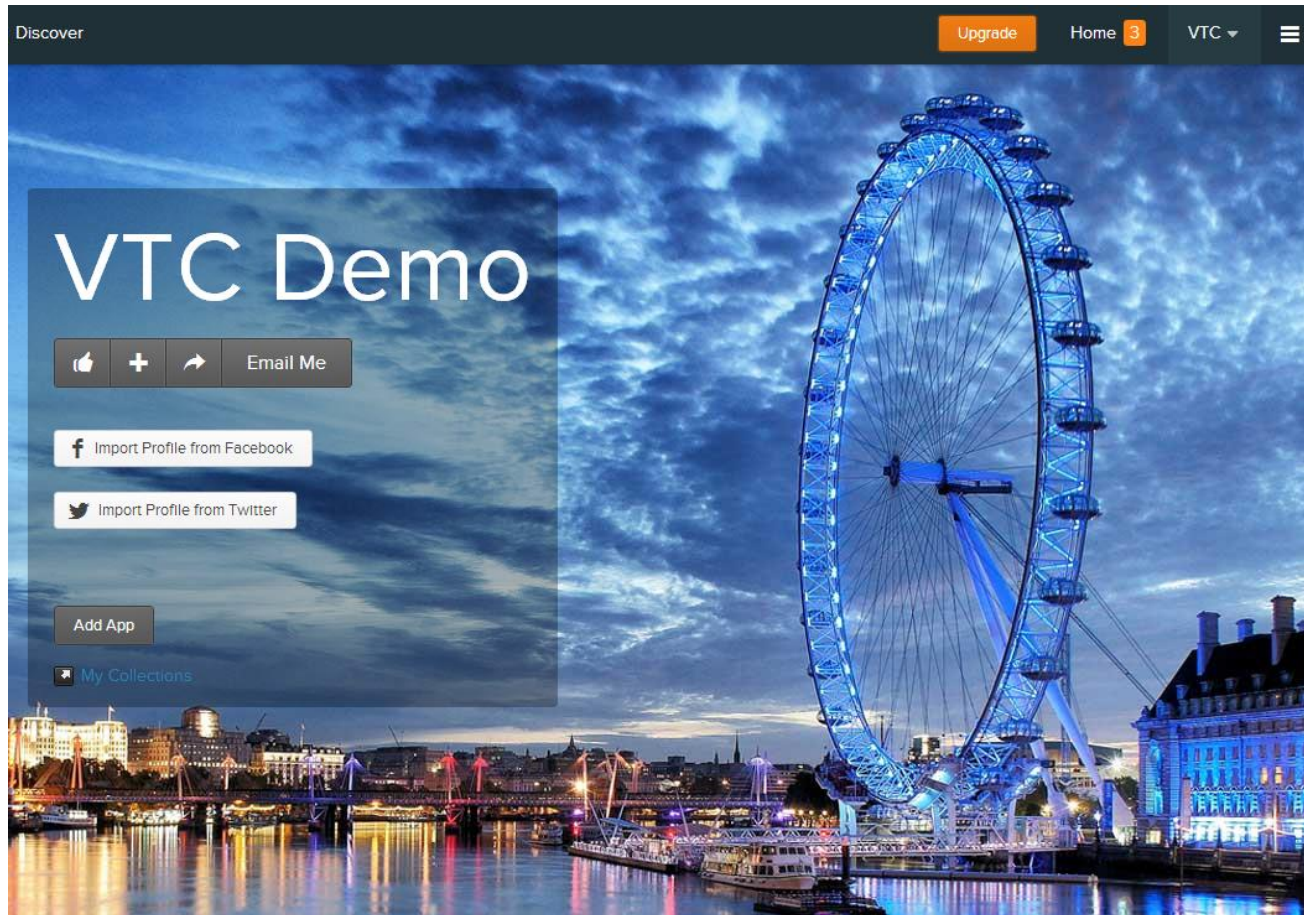 Discover
Upgrade
Home 3
VTC
VTC Demo
Email Me
Import Profile from Facebook
Import Profile from Twitter
Add App
My Collections